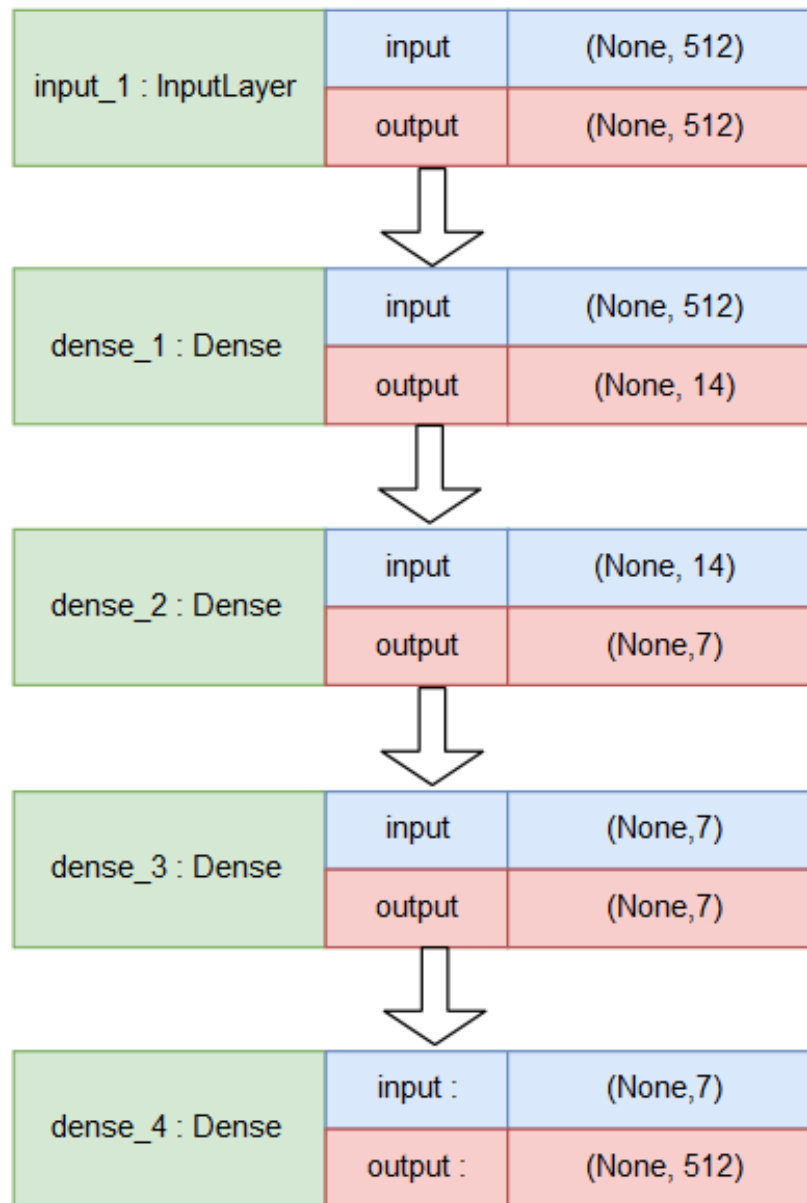 input_1 : InputLayer
input
(None, 512)
output
(None, 512)
dense_1 : Dense
input
(None, 512)
output
(None, 14)
dense_2 : Dense
input
(None, 14)
output
(None,7)
dense_3 : Dense
input
(None,7)
output
(None,7)
dense_4 : Dense
input :
(None,7)
output :
(None, 512)